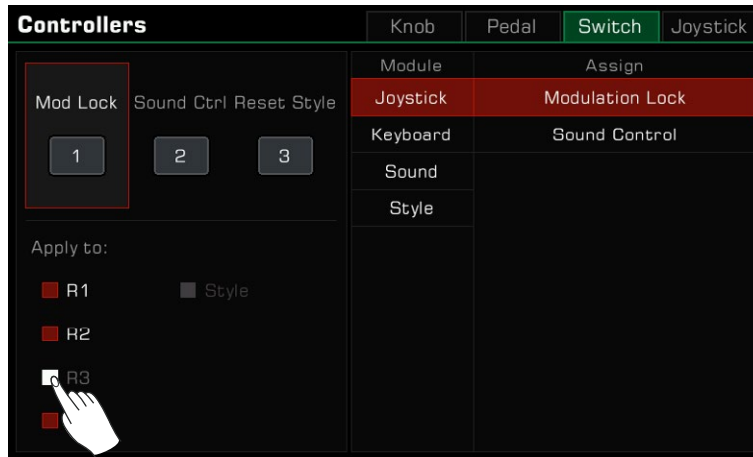 Controllers
Knob Pedal Switch Joystick
Module Assign
Mod Lock Sound Ctrl Reset Style
1 2 3
Joystick Modulation Lock
Keyboard Sound Control
Sound
Style
Apply to:
R1 Style
R2
R3